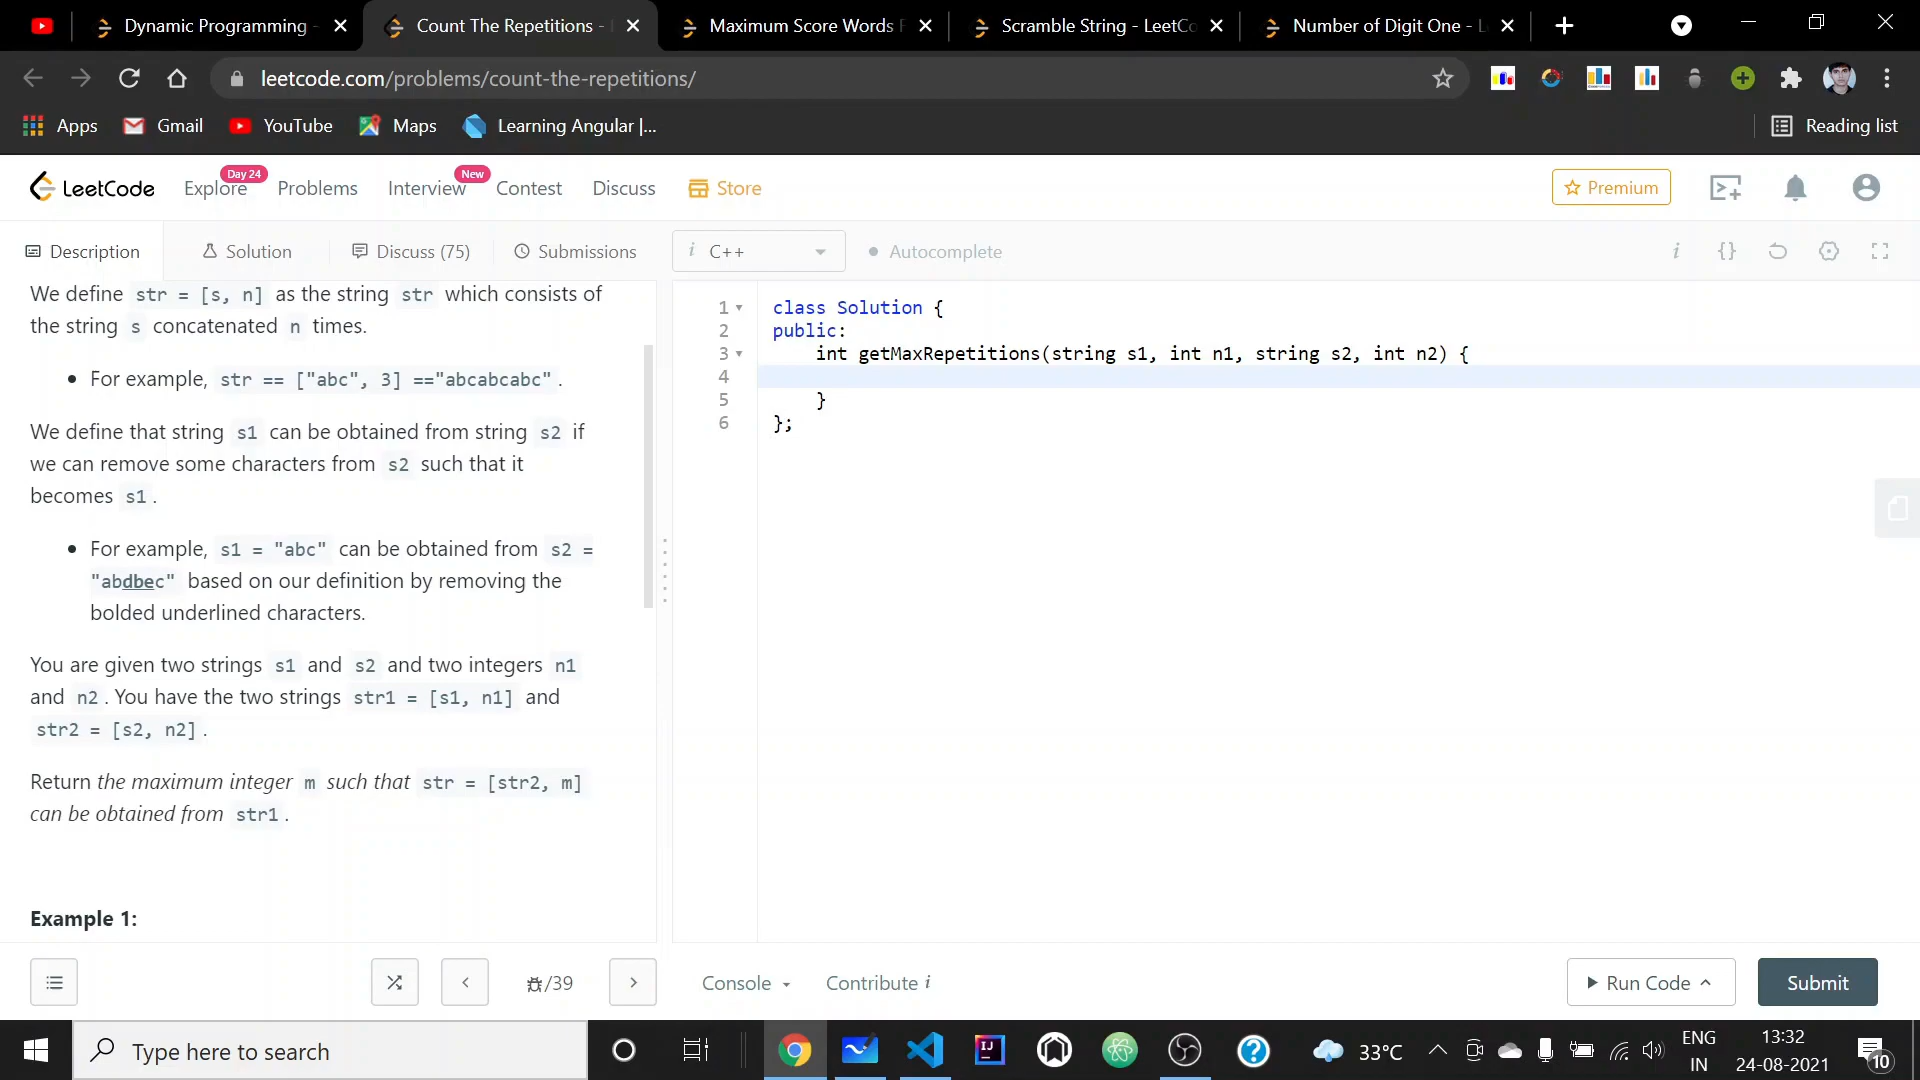 Dynamic Programming -
Count The Repetitions -
Maximum Score Words F
Scramble String - LeetCo
Number of Digit One - L
leetcode.com/problems/count-the-repetitions/
Apps
Gmail
YouTube
Maps
Learning Angular |...
Reading list
LeetCode
Explore
Day 24
Problems
Interview
New
Contest
Discuss
Store
Premium
Description
Solution
Discuss (75)
Submissions
i C++
Autocomplete
i {}
We define str = [s, n] as the string str which consists of
the string s concatenated n times.
• For example, str == ["abc", 3] =="abcabcabc" .
We define that string s1 can be obtained from string s2 if
we can remove some characters from s2 such that it
becomes s1 .
• For example, s1 = "abc" can be obtained from s2 =
"abdbec" based on our definition by removing the
bolded underlined characters.
You are given two strings s1 and s2 and two integers n1
and n2 . You have the two strings str1 = [s1, n1] and
str2 = [s2, n2] .
Return the maximum integer m such that str = [str2, m]
can be obtained from str1 .
Example 1:
1 class Solution {
2 public:
3 int getMaxRepetitions(string s1, int n1, string s2, int n2) {
4
5 }
6 };
/39
Console
Contribute i
Run Code
Submit
Type here to search
IJ
33°C
ENG
IN
13:32
24-08-2021
10